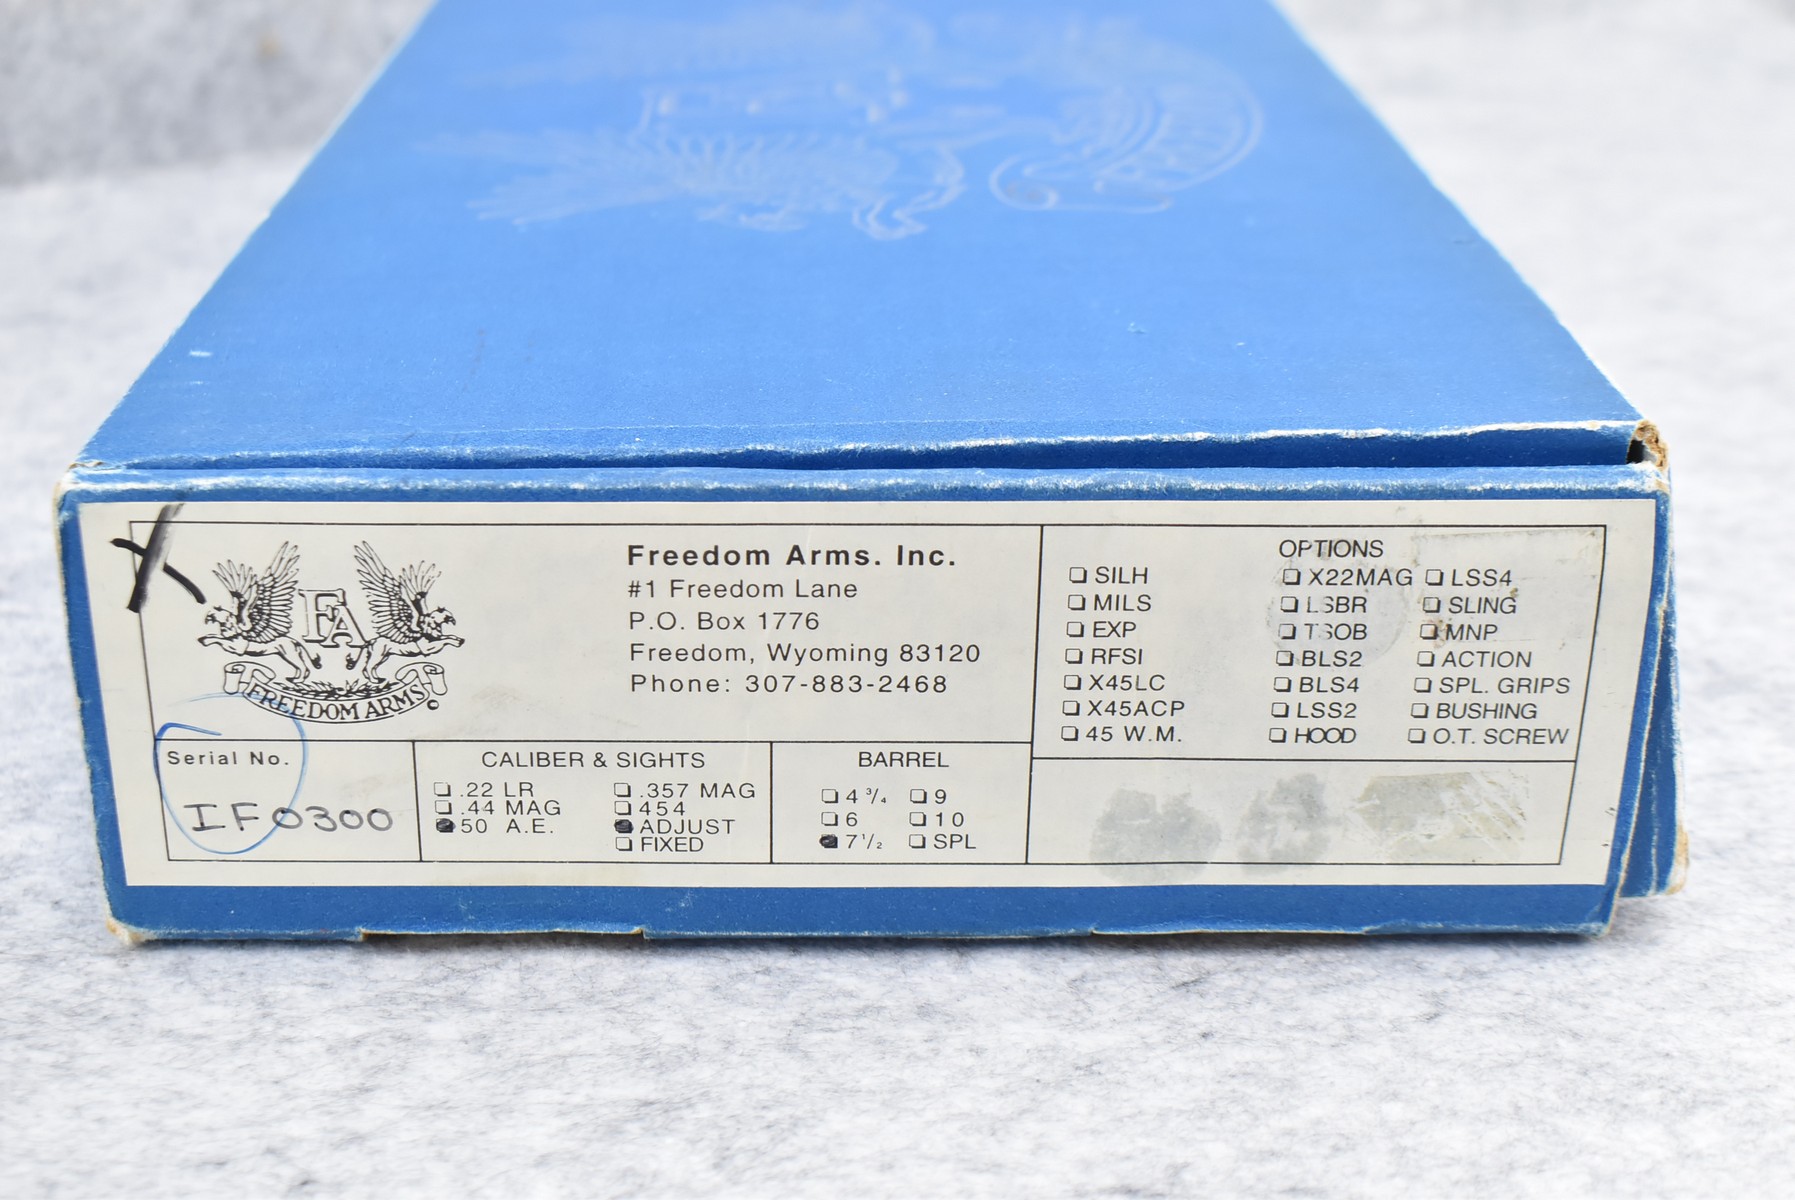 FA
FREEDOM ARMS©
Freedom Arms. Inc.
#1 Freedom Lane
P.O. Box 1776
Freedom, Wyoming 83120
Phone: 307-883-2468
Serial No.
IF0300
CALIBER & SIGHTS
.22 LR .357 MAG
.44 MAG 454
50 A.E. ADJUST
FIXED
BARREL
4 3/4 9
6 10
7 1/2 SPL
OPTIONS
SILH X22MAG LSS4
MILS LSBR SLING
EXP TSOB MNP
RFSI BLS2 ACTION
X45LC BLS4 SPL. GRIPS
X45ACP LSS2 BUSHING
45 W.M. HOOD O.T. SCREW